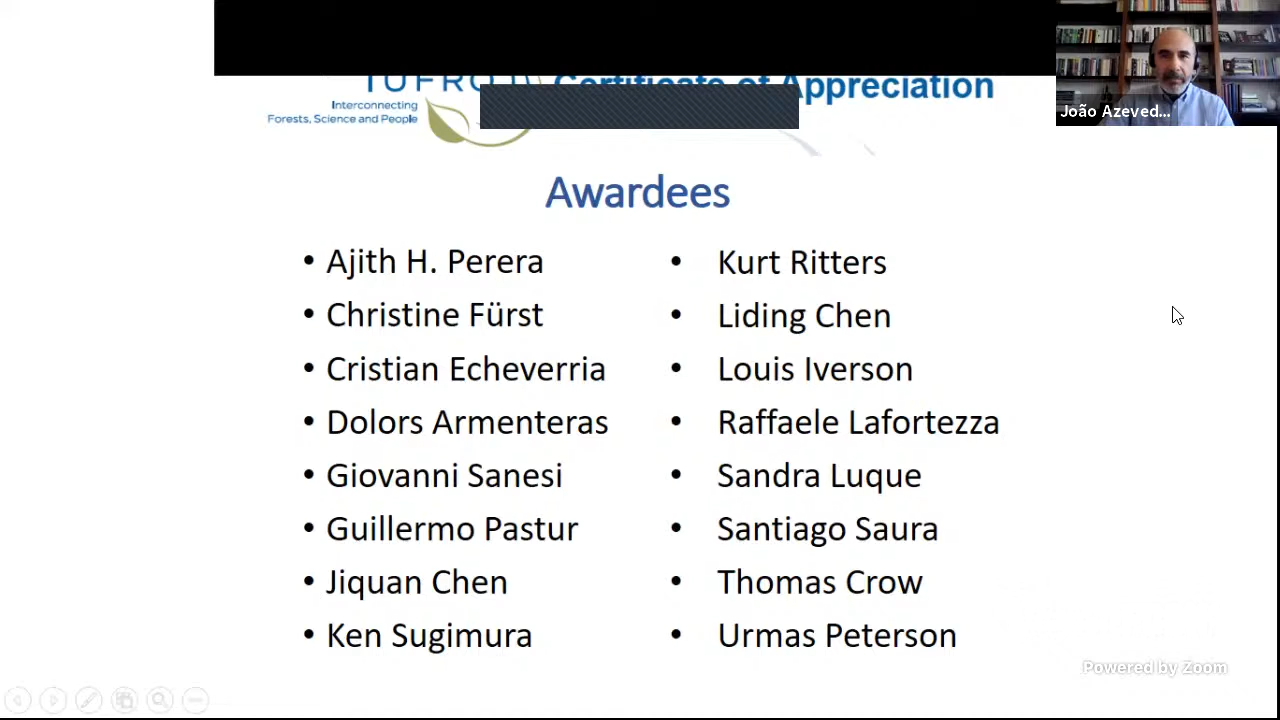 IUFRO
Certificate of Appreciation
Interconnecting
Forests, Science and People
João Azeved...
Awardees
• Ajith H. Perera
• Christine Fürst
• Cristian Echeverria
• Dolors Armenteras
• Giovanni Sanesi
• Guillermo Pastur
• Jiquan Chen
• Ken Sugimura
• Kurt Ritters
• Liding Chen
• Louis Iverson
• Raffaele Lafortezza
• Sandra Luque
• Santiago Saura
• Thomas Crow
• Urmas Peterson
Powered by Zoom